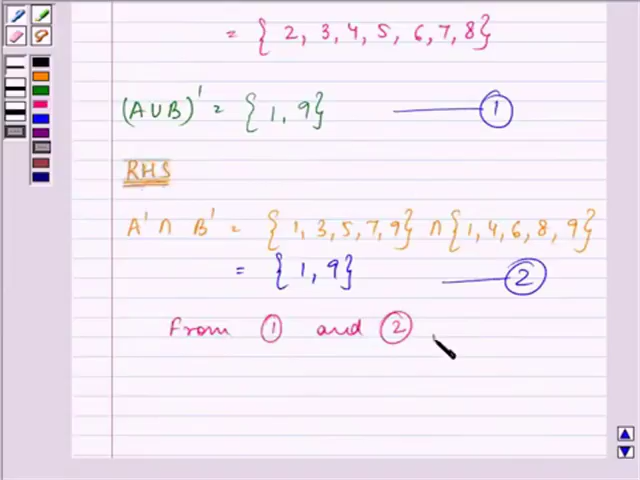 = { 2, 3, 4, 5, 6, 7, 8}
(A∪B)' = { 1, 9} ①
RHS
A' ∩ B' = { 1, 3, 5, 7, 9} ∩ {1, 4, 6, 8, 9}
= { 1, 9} ②
From ① and ②